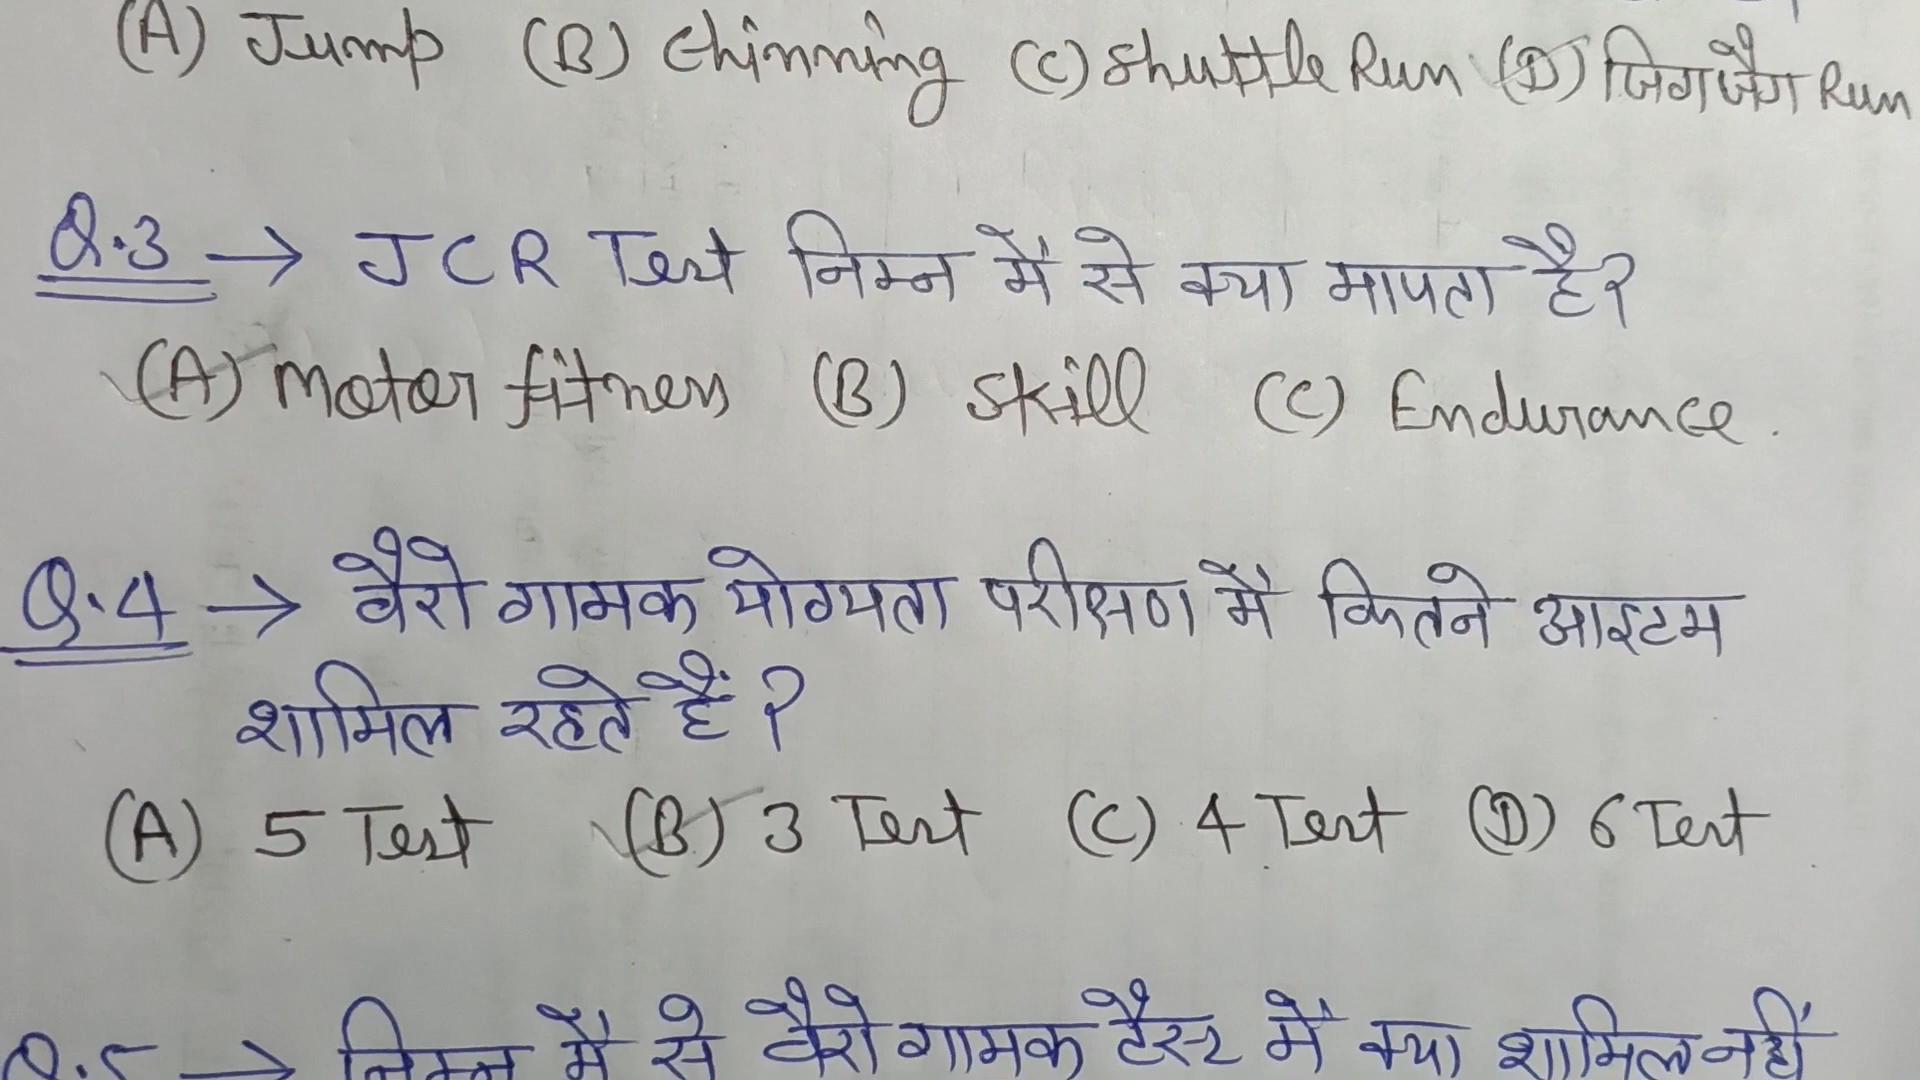 (A) Jump (B) Chinning (C) Shuttle Run (D) जिगजैग Run
Q.3 → JCR Test निम्न में से क्या मापता है?
(A) Motor fitness (B) Skill (C) Endurance.
Q.4 → वैरो गामक योग्यता परीक्षण में कितने आइटम
शामिल रहते हैं?
(A) 5 Test (B) 3 Test (C) 4 Test (D) 6 Test
Q.5 → निम्न में से वैरो गामक टैस्ट में क्या शामिल नहीं